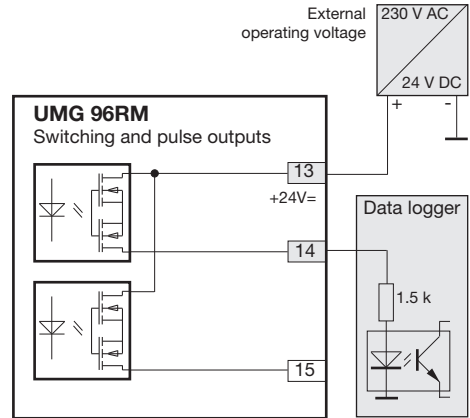 External
operating voltage
230 V AC
24 V DC
+ -
UMG 96RM
Switching and pulse outputs
13
+24V=
Data logger
14
1.5 k
15